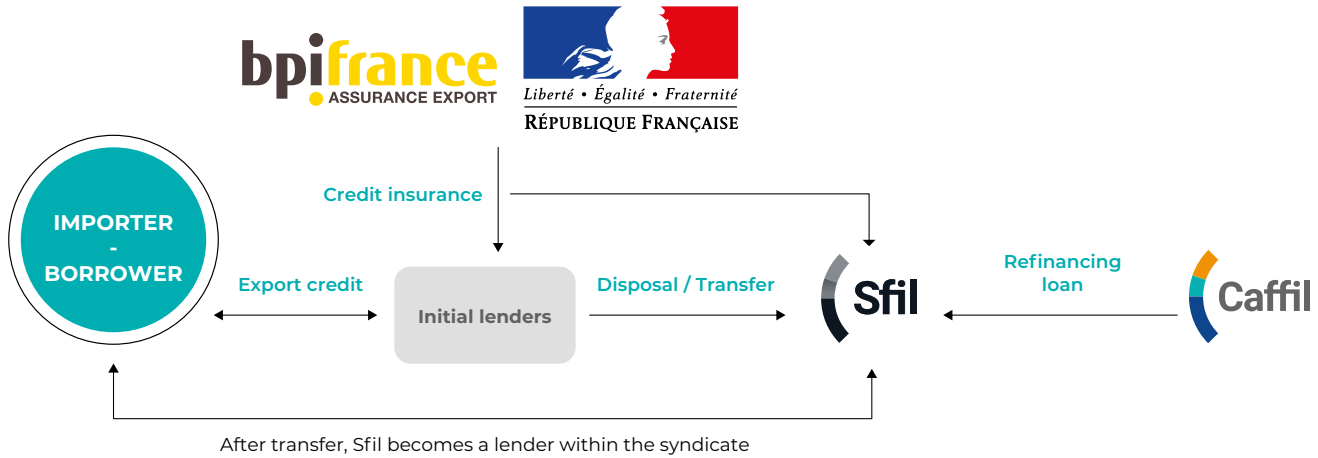 bpifrance
ASSURANCE EXPORT
Liberté • Égalité • Fraternité
RÉPUBLIQUE FRANÇAISE
Credit insurance
IMPORTER
-
BORROWER
Export credit
Initial lenders
Disposal / Transfer
Sfil
Refinancing
loan
Caffil
After transfer, Sfil becomes a lender within the syndicate